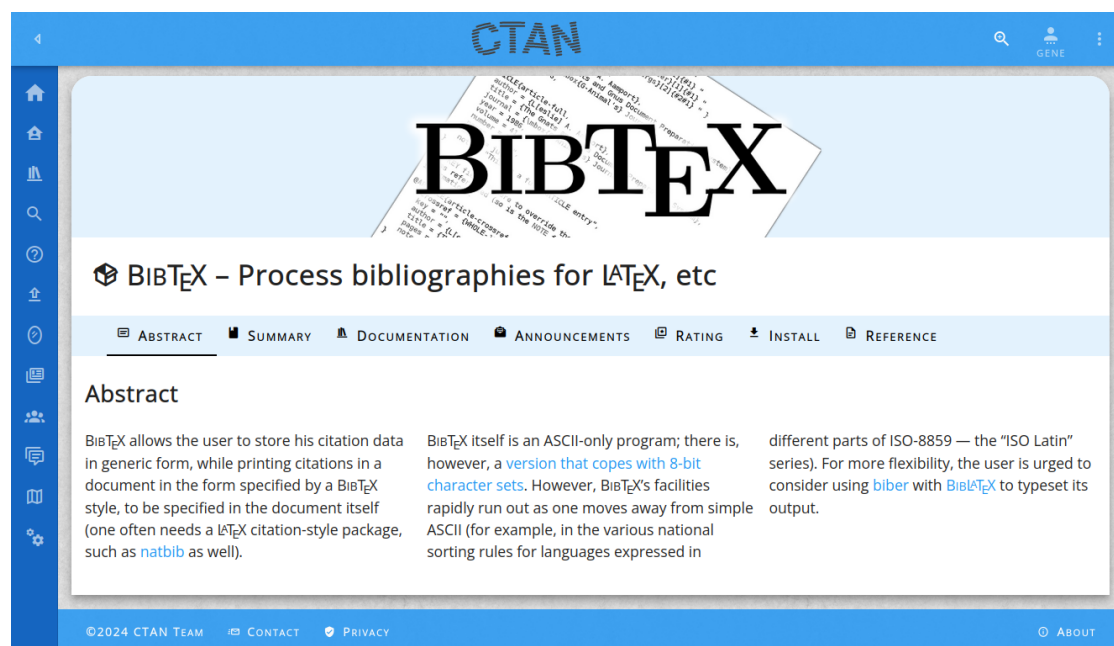 CTAN
GENE
BIBTEX
BIBTEX – Process bibliographies for LATEX, etc
ABSTRACT SUMMARY DOCUMENTATION ANNOUNCEMENTS RATING INSTALL REFERENCE
Abstract
BIBTEX allows the user to store his citation data
in generic form, while printing citations in a
document in the form specified by a BIBTEX
style, to be specified in the document itself
(one often needs a LATEX citation-style package,
such as natbib as well).
BIBTEX itself is an ASCII-only program; there is,
however, a version that copes with 8-bit
character sets. However, BIBTEX’s facilities
rapidly run out as one moves away from simple
ASCII (for example, in the various national
sorting rules for languages expressed in
different parts of ISO-8859 — the “ISO Latin”
series). For more flexibility, the user is urged to
consider using biber with BIBLATEX to typeset its
output.
©2024 CTAN TEAM CONTACT PRIVACY ABOUT